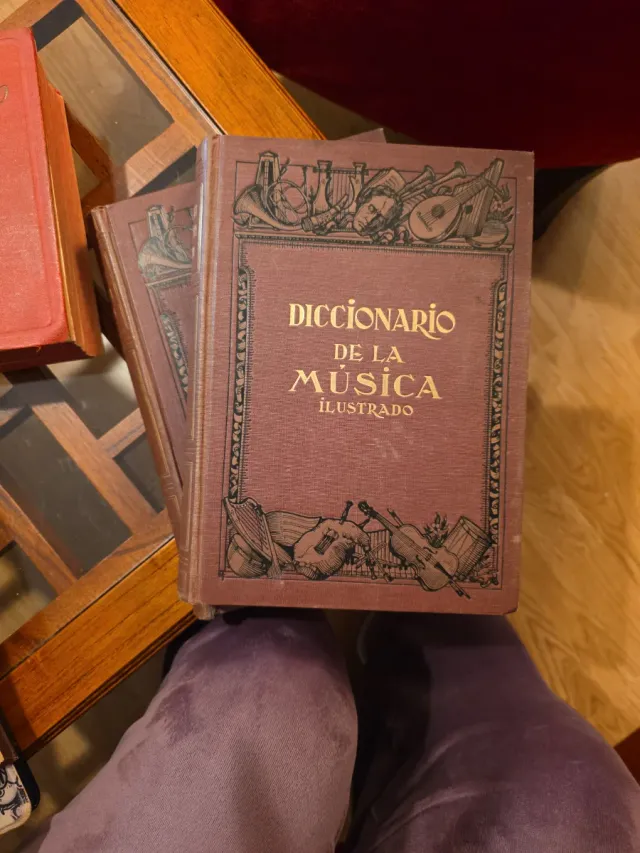 DICCIONARIO
DE LA
MÚSICA
ILUSTRADO